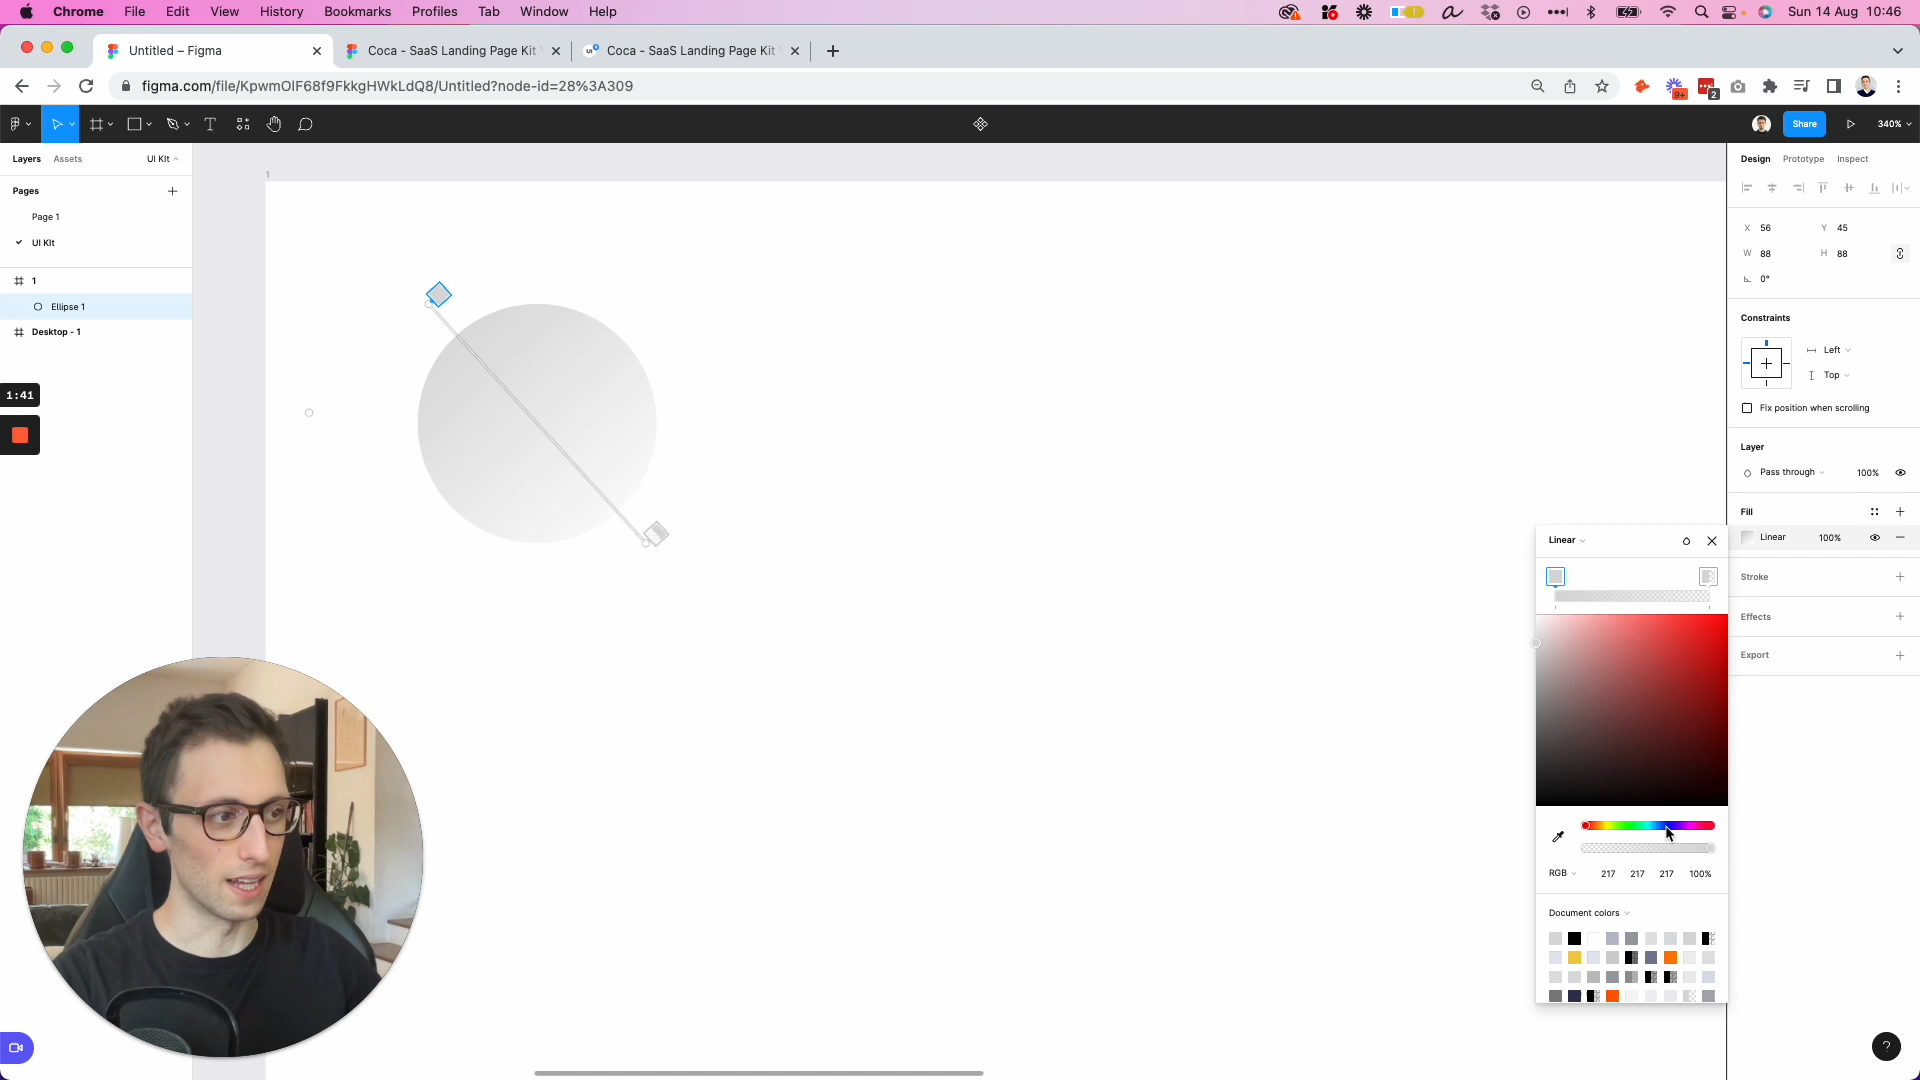 Chrome File Edit View History Bookmarks Profiles Tab Window Help Sun 14 Aug 10:46
Untitled – Figma Coca - SaaS Landing Page Kit Coca - SaaS Landing Page Kit
figma.com/file/KpwmOlF68f9FkkgHWkLdQ8/Untitled?node-id=28%3A309 9+ 2
Share 340%
Layers Assets UI KIt
Design Prototype Inspect
1
Pages
Page 1
UI KIt
X 56 Y 45
W 88 H 88
0°
1
Ellipse 1
Desktop - 1
Constraints
Left
Top
1:41
Fix position when scrolling
Layer
Pass through 100%
Fill
Linear 100%
Linear
Stroke
Effects
Export
RGB 217 217 217 100%
Document colors
?